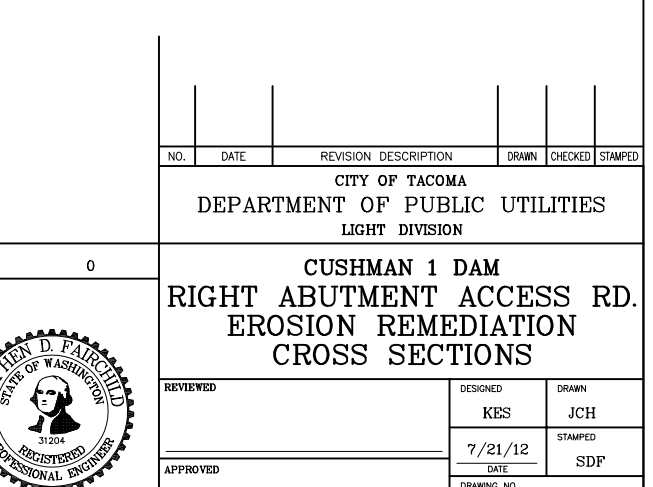 NO. DATE REVISION DESCRIPTION DRAWN CHECKED STAMPED
CITY OF TACOMA
DEPARTMENT OF PUBLIC UTILITIES
LIGHT DIVISION
0
CUSHMAN 1 DAM
RIGHT ABUTMENT ACCESS RD.
EROSION REMEDIATION
CROSS SECTIONS
HEN D. FAIRCHILD
STATE OF WASHINGTON
31204
REGISTERED
OFESSIONAL ENGINEER
REVIEWED
APPROVED
DESIGNED
KES
DRAWN
JCH
7/21/12
DATE
STAMPED
SDF
DRAWING NO.